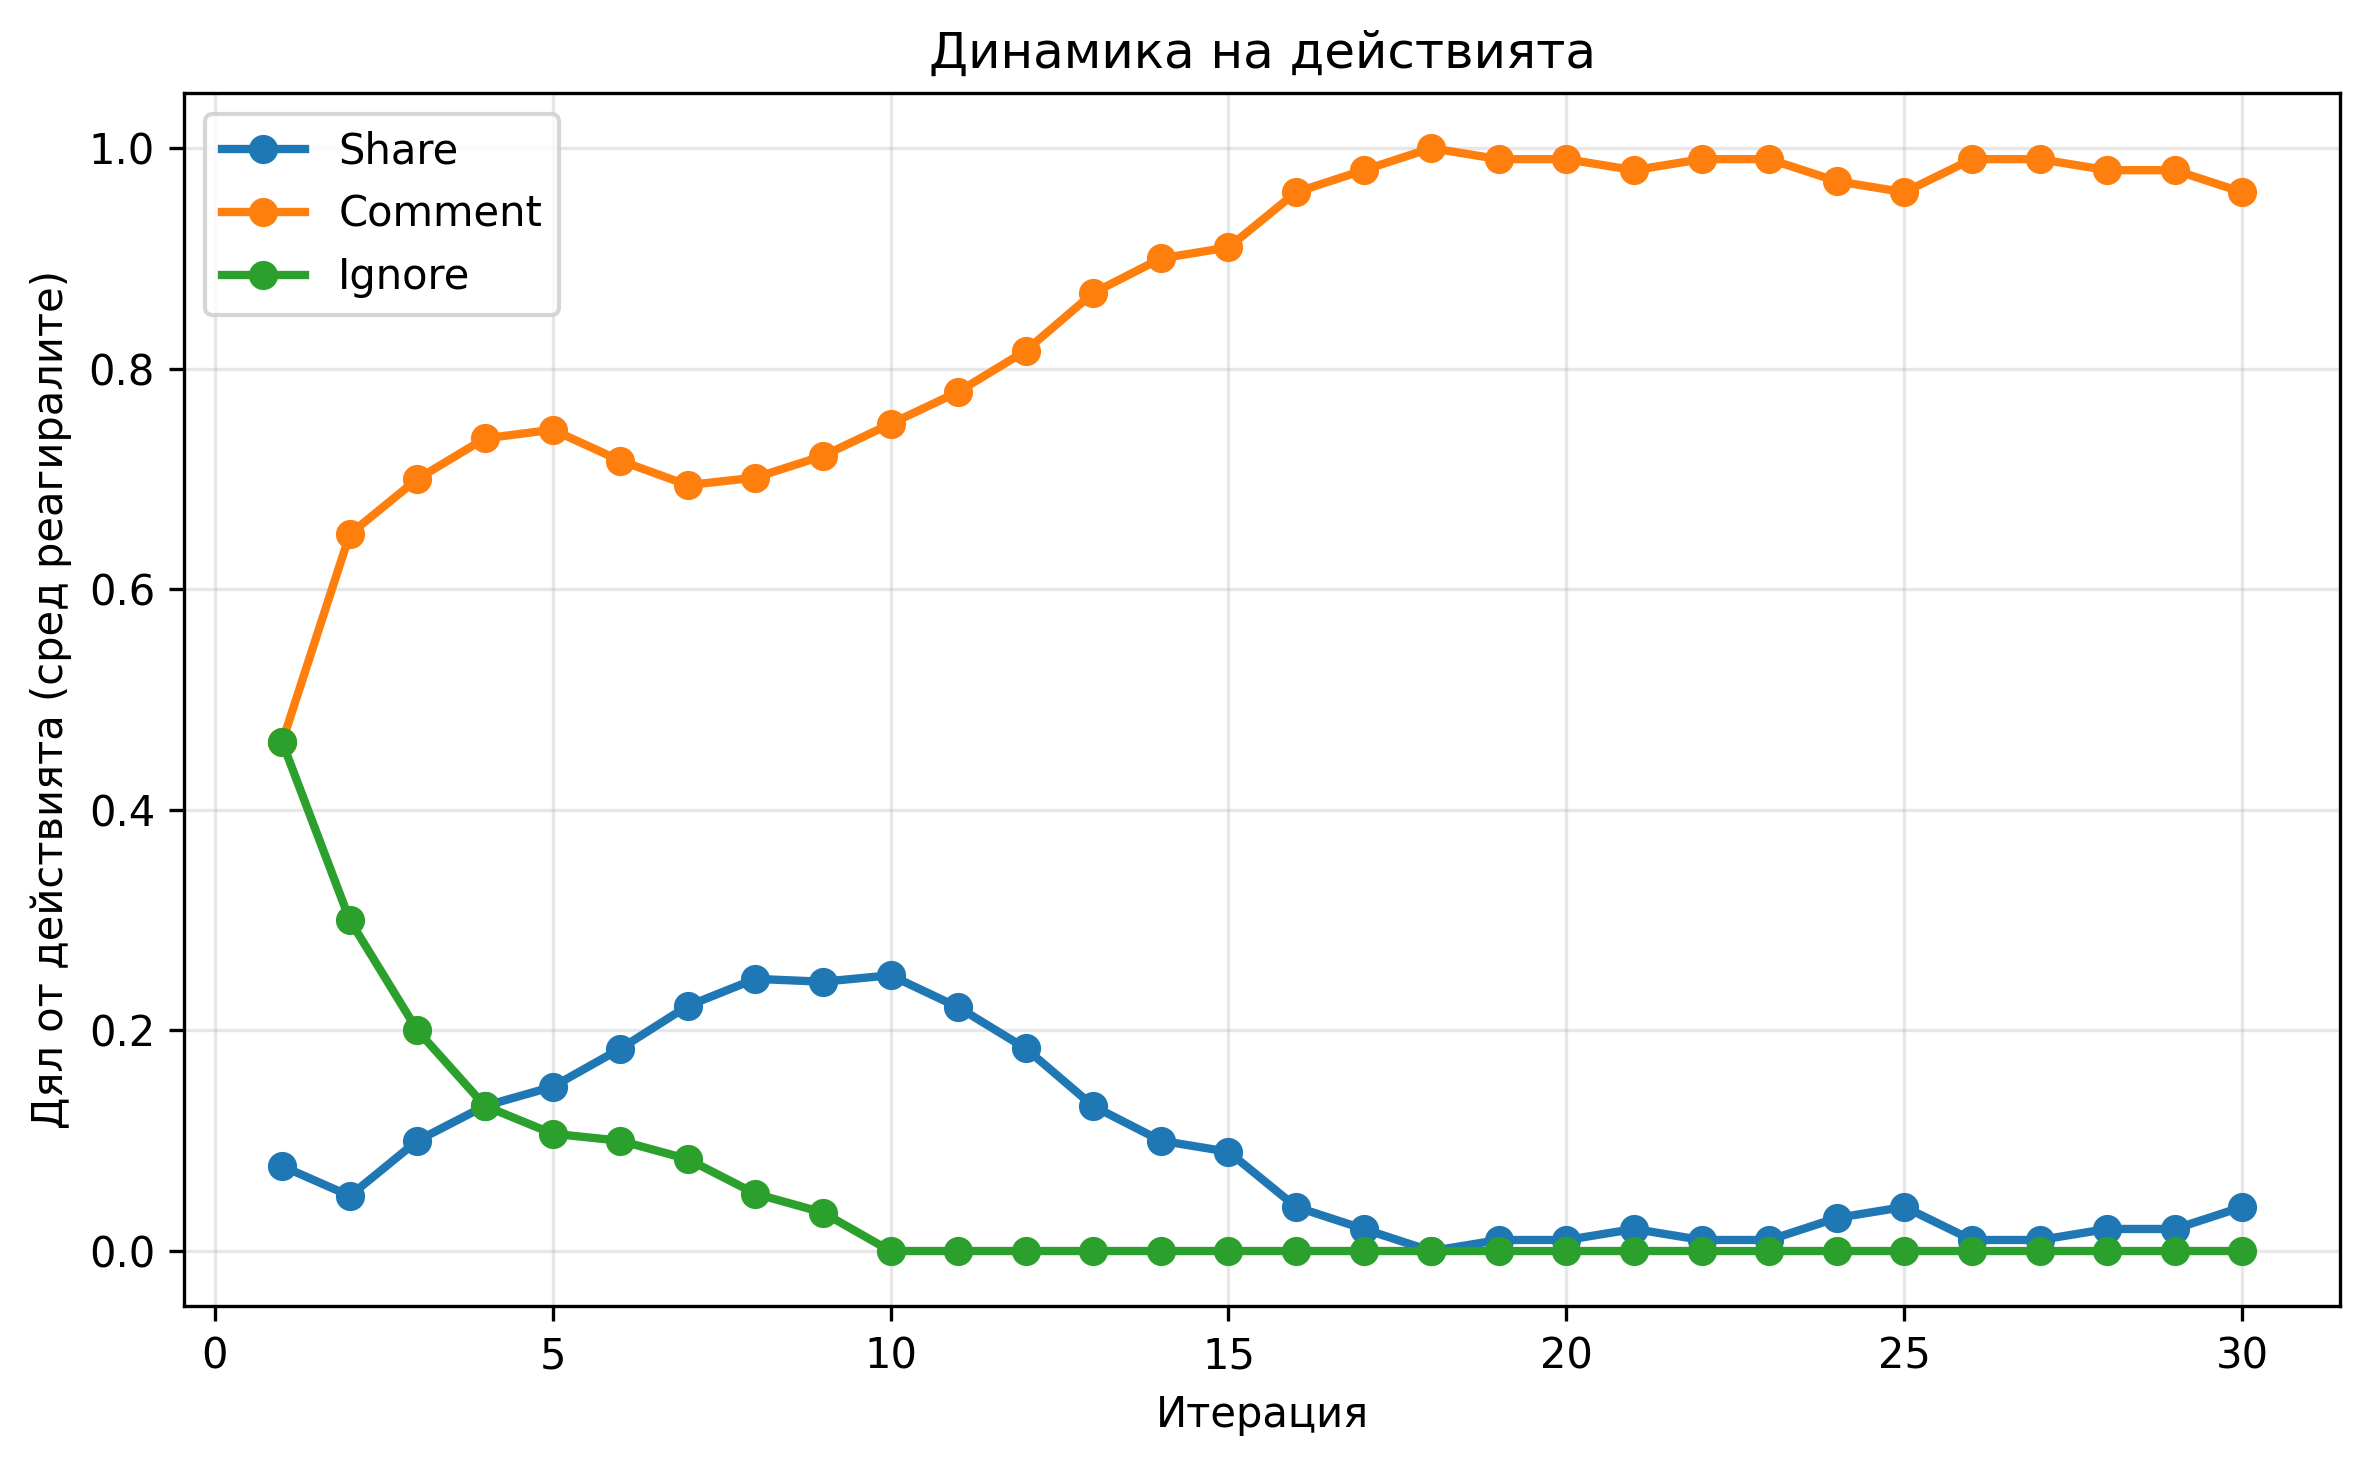 Динамика на действията
Share
Comment
Ignore
Дял от действията (сред реагиралите)
1.0
0.8
0.6
0.4
0.2
0.0
0 5 10 15 20 25 30
Итерация